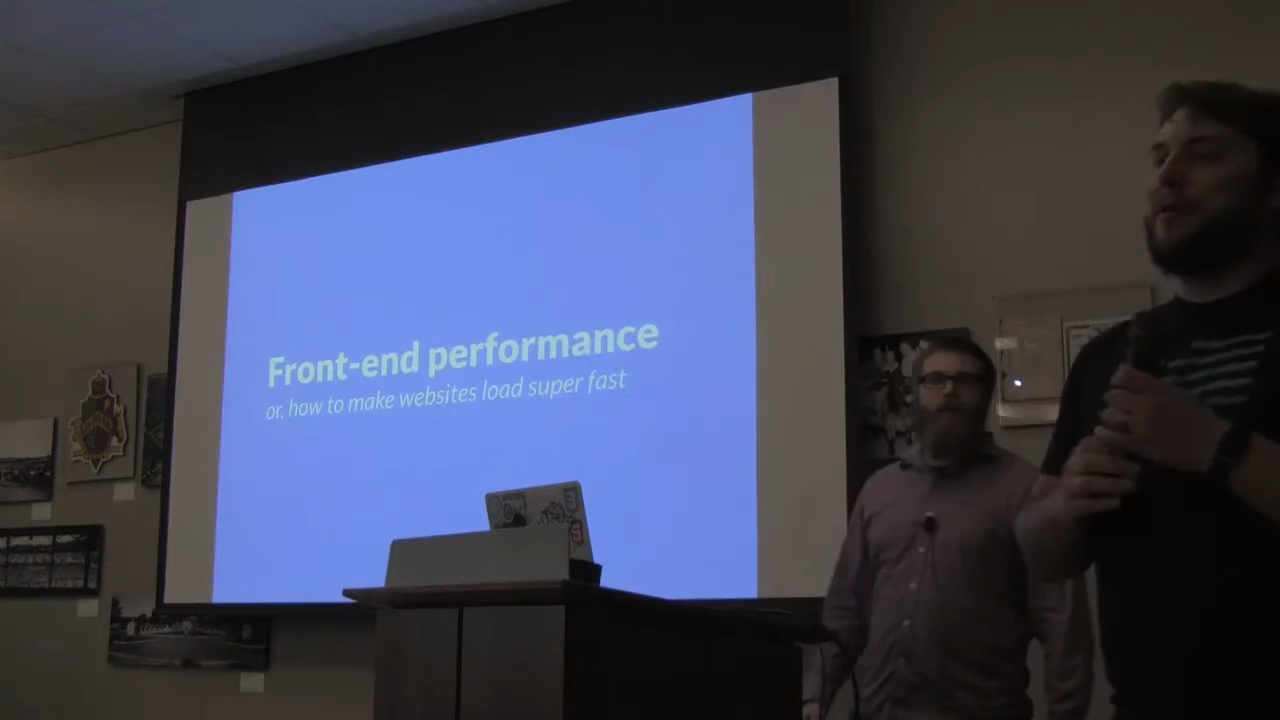 Front-end performance
or, how to make websites load super fast